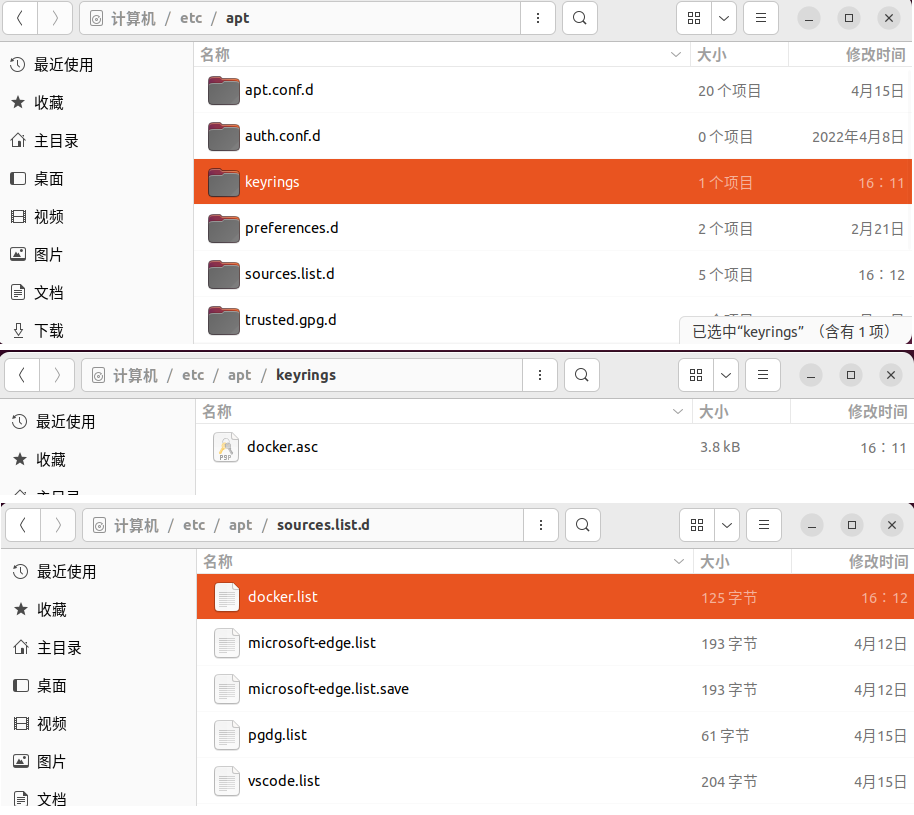 计算机 / etc / apt
名称 大小 修改时间
最近使用
收藏
主目录
桌面
视频
图片
文档
下载
apt.conf.d 20 个项目 4月15日
auth.conf.d 0 个项目 2022年4月8日
keyrings 1 个项目 16：11
preferences.d 2 个项目 2月21日
sources.list.d 5 个项目 16：12
trusted.gpg.d
已选中“keyrings” （含有 1 项）
计算机 / etc / apt / keyrings
名称 大小 修改时间
最近使用
收藏
docker.asc 3.8 kB 16：11
PGP
计算机 / etc / apt / sources.list.d
名称 大小 修改时间
最近使用
收藏
主目录
桌面
视频
图片
文档
docker.list 125 字节 16：12
microsoft-edge.list 193 字节 4月12日
microsoft-edge.list.save 193 字节 4月12日
pgdg.list 61 字节 4月15日
vscode.list 204 字节 4月15日